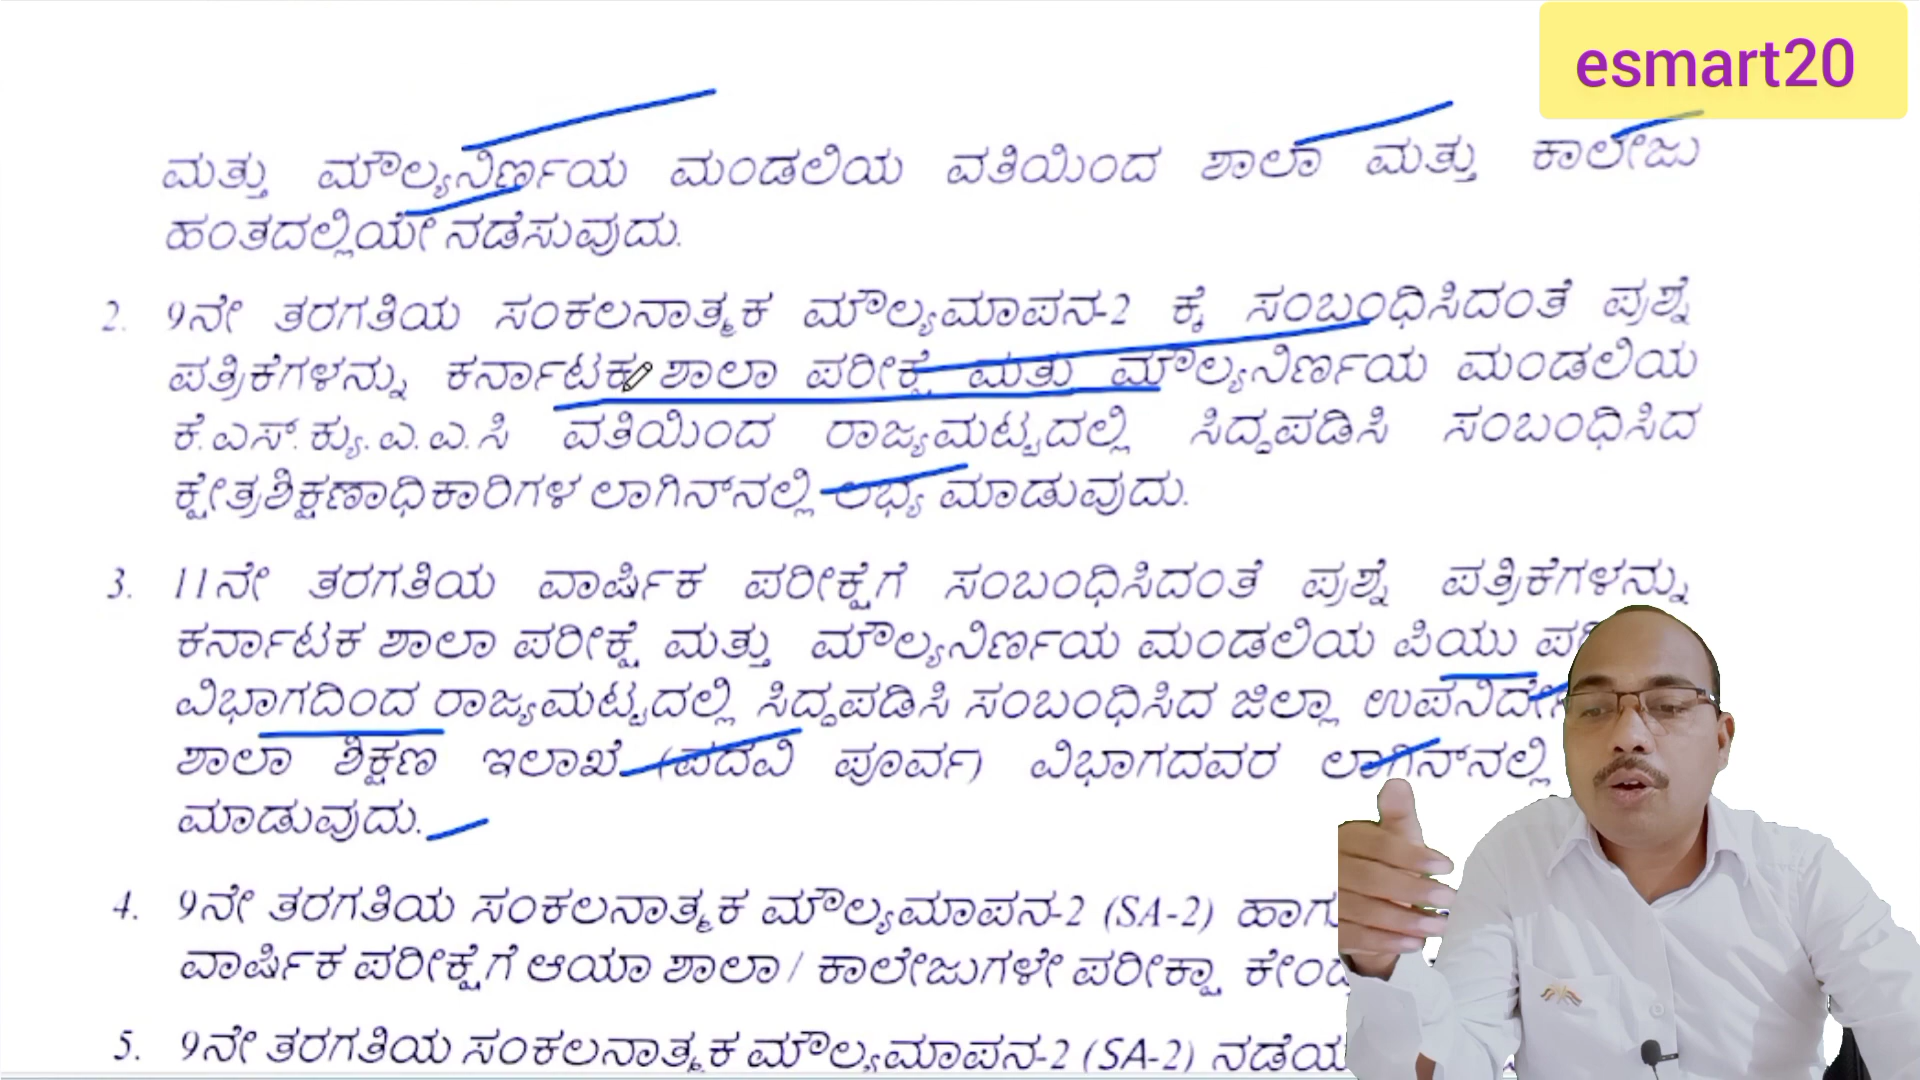 esmart20
ಮತ್ತು ಮೌಲ್ಯನಿರ್ಣಯ ಮಂಡಲಿಯ ವತಿಯಿಂದ ಶಾಲಾ ಮತ್ತು ಕಾಲೇಜು
ಹಂತದಲ್ಲಿಯೇ ನಡೆಸುವುದು.
2. 9ನೇ ತರಗತಿಯ ಸಂಕಲನಾತ್ಮಕ ಮೌಲ್ಯಮಾಪನ-2 ಕ್ಕೆ ಸಂಬಂಧಿಸಿದಂತೆ ಪ್ರಶ್ನೆ
ಪತ್ರಿಕೆಗಳನ್ನು ಕರ್ನಾಟಕ ಶಾಲಾ ಪರೀಕ್ಷೆ ಮತ್ತು ಮೌಲ್ಯನಿರ್ಣಯ ಮಂಡಲಿಯ
ಕೆ.ಎಸ್.ಕ್ಯು.ಎ.ಎ.ಸಿ ವತಿಯಿಂದ ರಾಜ್ಯಮಟ್ಟದಲ್ಲಿ ಸಿದ್ದಪಡಿಸಿ ಸಂಬಂಧಿಸಿದ
ಕ್ಷೇತ್ರಶಿಕ್ಷಣಾಧಿಕಾರಿಗಳ ಲಾಗಿನ್‌ನಲ್ಲಿ ಲಭ್ಯ ಮಾಡುವುದು.
3. 11ನೇ ತರಗತಿಯ ವಾರ್ಷಿಕ ಪರೀಕ್ಷೆಗೆ ಸಂಬಂಧಿಸಿದಂತೆ ಪ್ರಶ್ನೆ ಪತ್ರಿಕೆಗಳನ್ನು
ಕರ್ನಾಟಕ ಶಾಲಾ ಪರೀಕ್ಷೆ ಮತ್ತು ಮೌಲ್ಯನಿರ್ಣಯ ಮಂಡಲಿಯ ಪಿಯು
ವಿಭಾಗದಿಂದ ರಾಜ್ಯಮಟ್ಟದಲ್ಲಿ ಸಿದ್ದಪಡಿಸಿ ಸಂಬಂಧಿಸಿದ ಜಿಲ್ಲಾ
ಶಾಲಾ ಶಿಕ್ಷಣ ಇಲಾಖೆ (ಪದವಿ ಪೂರ್ವ) ವಿಭಾಗದವರ ಲಾಗಿನ್‌ನಲ್ಲಿ
ಮಾಡುವುದು.
4. 9ನೇ ತರಗತಿಯ ಸಂಕಲನಾತ್ಮಕ ಮೌಲ್ಯಮಾಪನ-2 (SA-2)
ವಾರ್ಷಿಕ ಪರೀಕ್ಷೆಗೆ ಆಯಾ ಶಾಲಾ/ ಕಾಲೇಜುಗಳೇ ಪರೀಕ್ಷಾ
5. 9ನೇ ತರಗತಿಯ ಸಂಕಲನಾತ್ಮಕ ಮೌಲ್ಯಮಾಪನ-2 (SA-2)